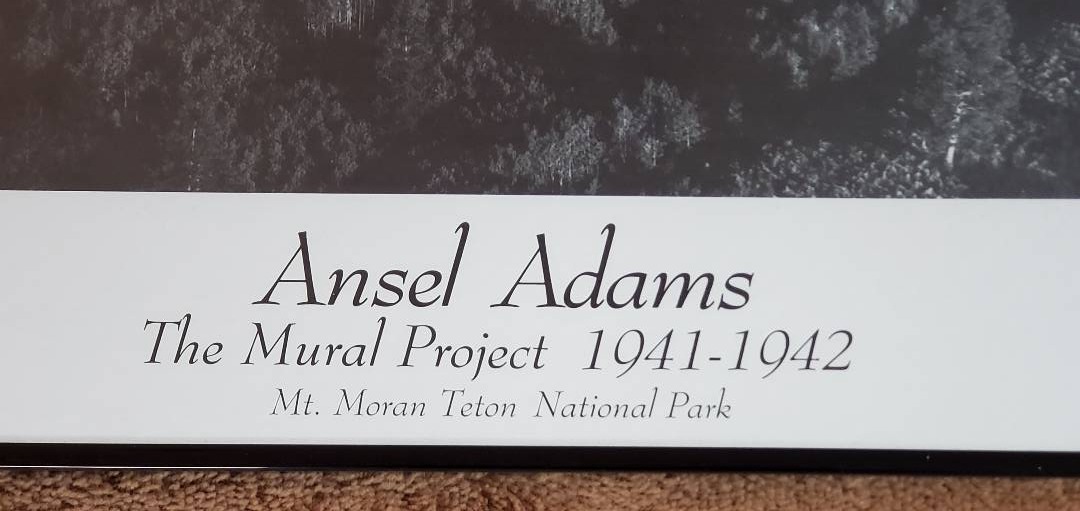 Ansel Adams
The Mural Project 1941-1942
Mt. Moran Teton National Park